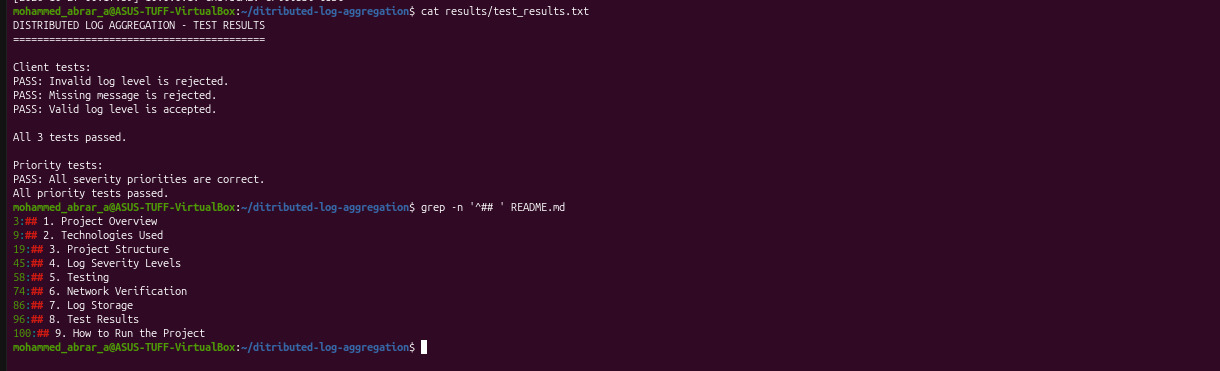 mohammed_abrar_a@ASUS-TUFF-VirtualBox:~/ditributed-log-aggregation$ cat results/test_results.txt
DISTRIBUTED LOG AGGREGATION - TEST RESULTS
==========================================
Client tests:
PASS: Invalid log level is rejected.
PASS: Missing message is rejected.
PASS: Valid log level is accepted.
All 3 tests passed.
Priority tests:
PASS: All severity priorities are correct.
All priority tests passed.
mohammed_abrar_a@ASUS-TUFF-VirtualBox:~/ditributed-log-aggregation$ grep -n '^## ' README.md
3:## 1. Project Overview
9:## 2. Technologies Used
19:## 3. Project Structure
45:## 4. Log Severity Levels
58:## 5. Testing
74:## 6. Network Verification
86:## 7. Log Storage
96:## 8. Test Results
100:## 9. How to Run the Project
mohammed_abrar_a@ASUS-TUFF-VirtualBox:~/ditributed-log-aggregation$